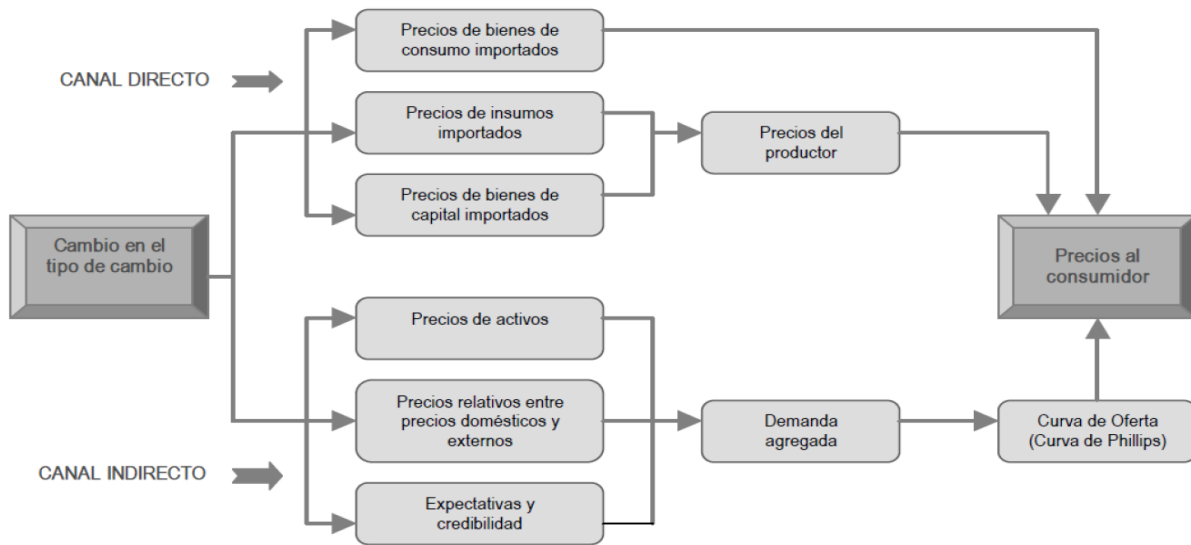 Precios de bienes de
consumo importados
CANAL DIRECTO
Precios de insumos
importados
Precios del
productor
Precios de bienes de
capital importados
Cambio en el
tipo de cambio
Precios al
consumidor
Precios de activos
Precios relativos entre
precios domésticos y
externos
Demanda
agregada
Curva de Oferta
(Curva de Phillips)
CANAL INDIRECTO
Expectativas y
credibilidad